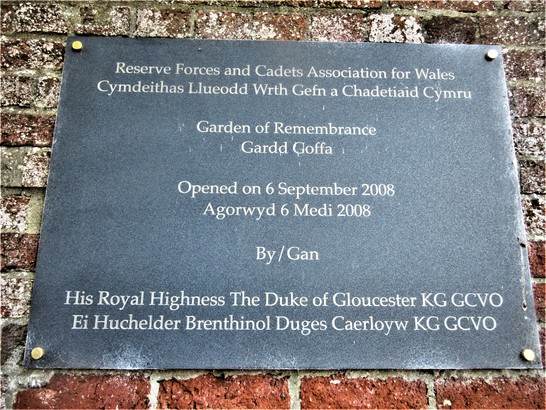 Reserve Forces and Cadets Association for Wales
Cymdeithas Llueodd Wrth Gefn a Chadetiaid Cymru
Garden of Remembrance
Gardd Goffa
Opened on 6 September 2008
Agorwyd 6 Medi 2008
By/Gan
His Royal Highness The Duke of Gloucester KG GCVO
Ei Huchelder Brenthinol Duges Caerloyw KG GCVO